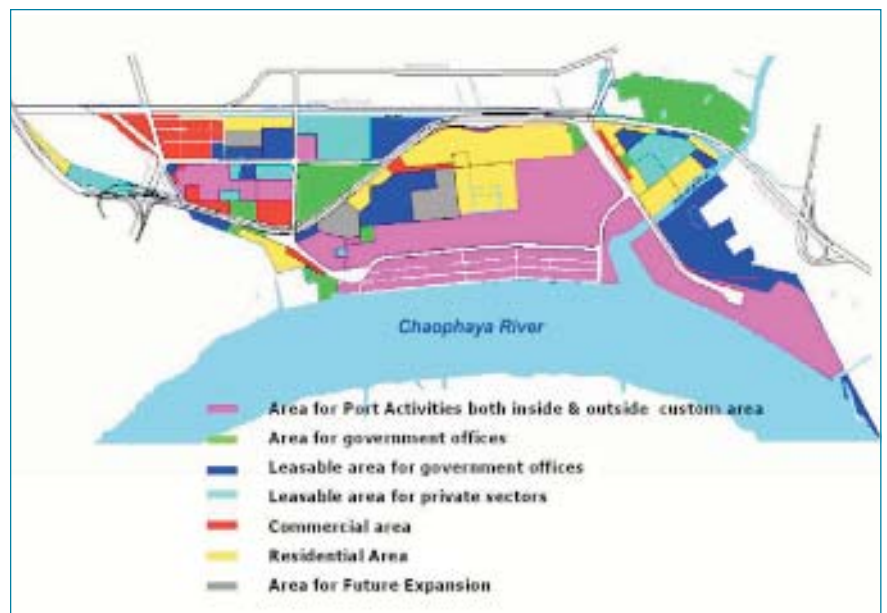 Chaophaya River
Area for Port Activities both inside & outside custom area
Area for government offices
Leasable area for government offices
Leasable area for private sectors
Commercial area
Residential Area
Area for Future Expansion